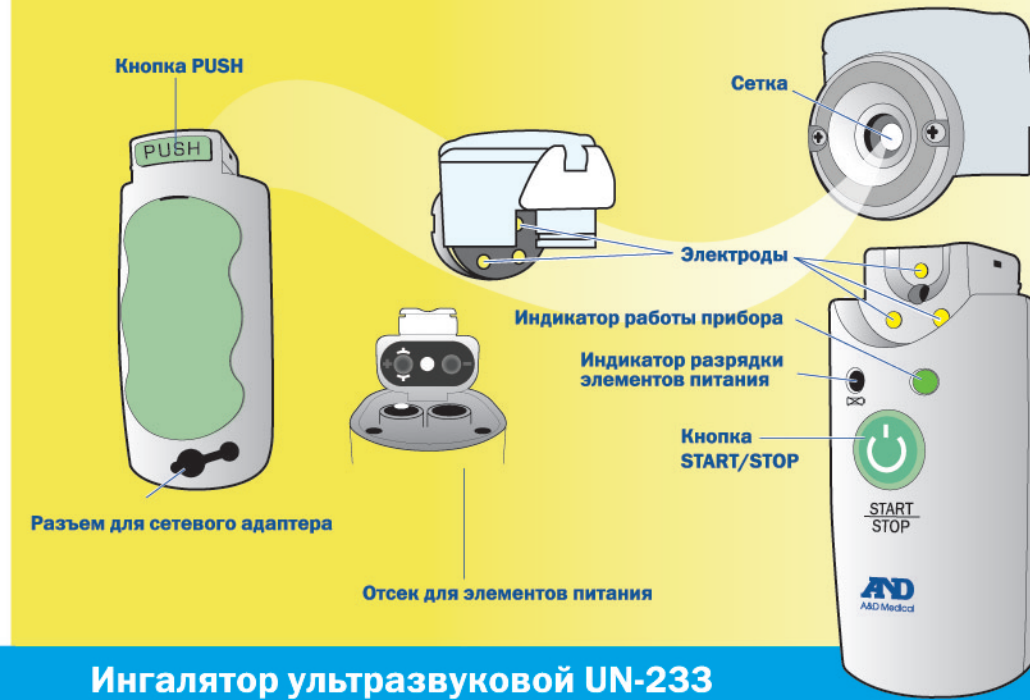 Кнопка PUSH
PUSH
Сетка
Электроды
Индикатор работы прибора
Индикатор разрядки
элементов питания
Кнопка
START/STOP
START
STOP
Разъем для сетевого адаптера
Отсек для элементов питания
AND
A&D Medical
Ингалятор ультразвуковой UN-233